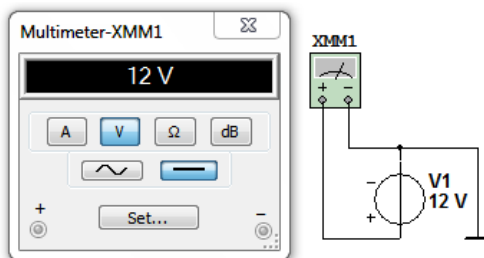 Multimeter-XMM1
12 V
A V Ω dB
+ Set... -
XMM1
+ -
- V1
12 V
+